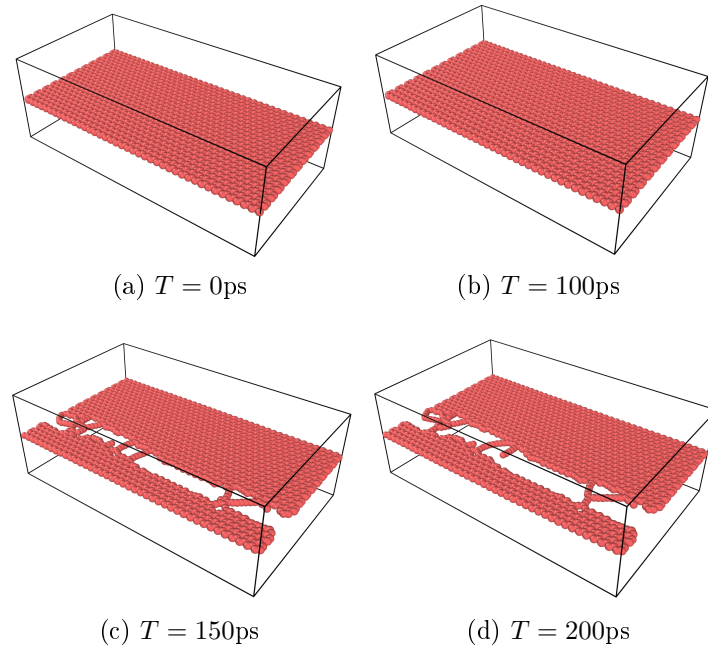 (a) T = 0ps
(b) T = 100ps
(c) T = 150ps
(d) T = 200ps